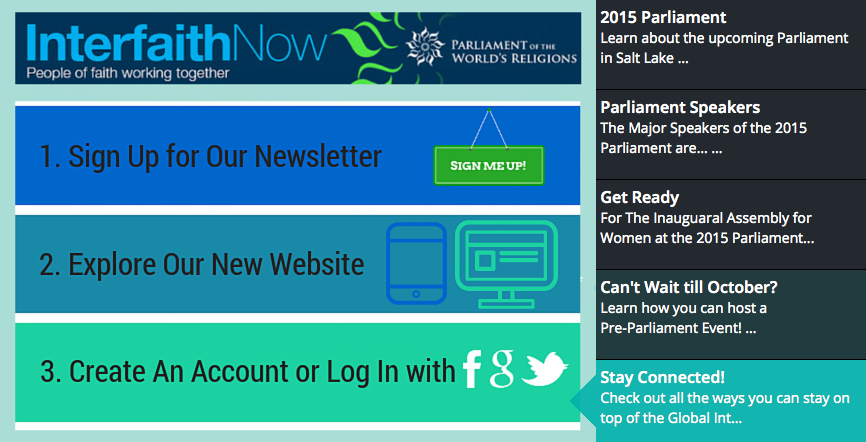 InterfaithNow
People of faith working together
PARLIAMENT OF THE
WORLD'S RELIGIONS
1. Sign Up for Our Newsletter
SIGN ME UP!
2. Explore Our New Website
3. Create An Account or Log In with
2015 Parliament
Learn about the upcoming Parliament
in Salt Lake ...
Parliament Speakers
The Major Speakers of the 2015
Parliament are... ...
Get Ready
For The Inauguaral Assembly for
Women at the 2015 Parliament...
Can't Wait till October?
Learn how you can host a
Pre-Parliament Event! ...
Stay Connected!
Check out all the ways you can stay on
top of the Global Int...